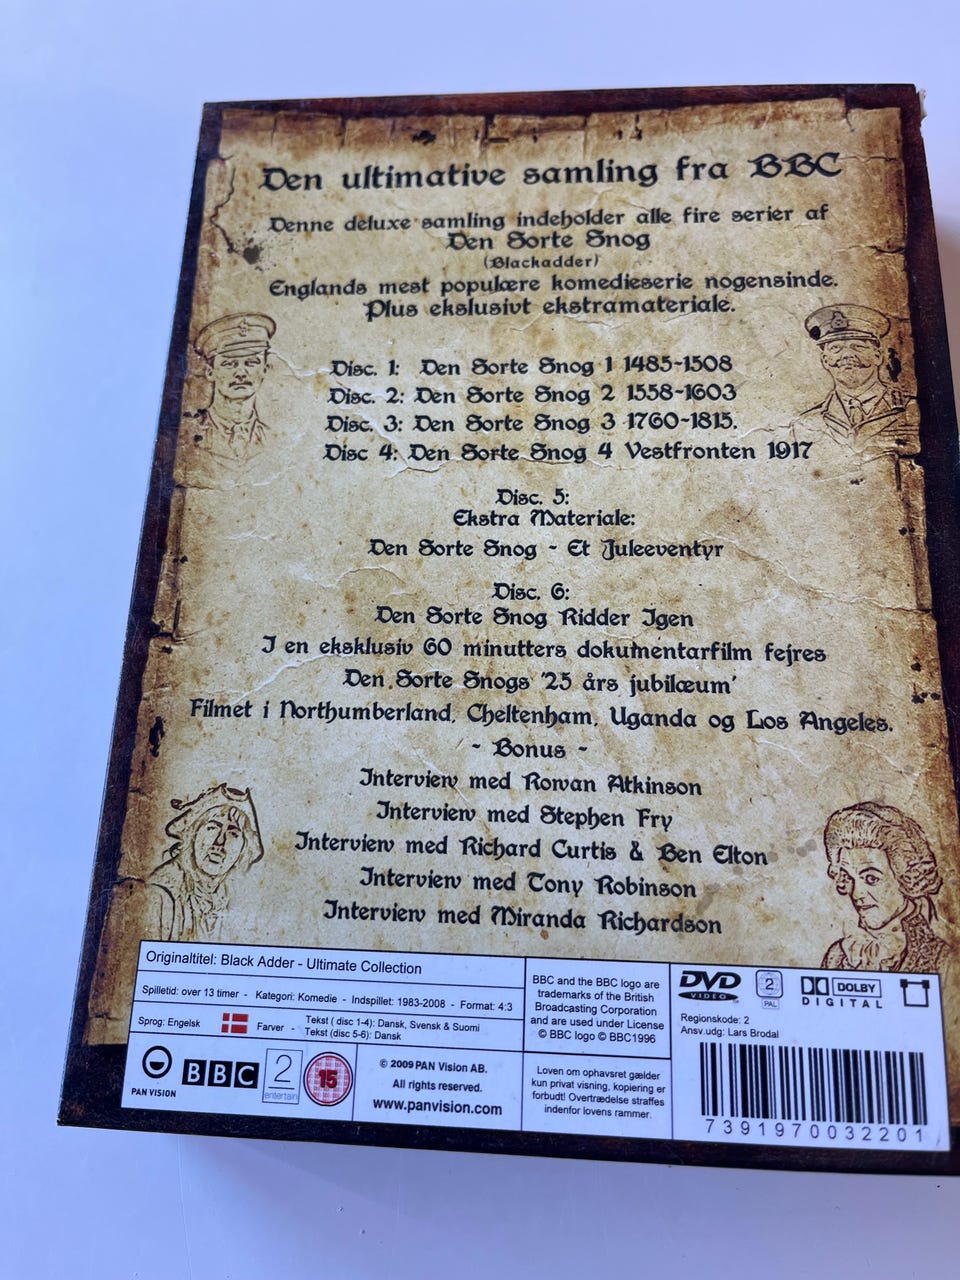 Den ultimative samling fra BBC
Denne deluxe samling indeholder alle fire serier af
Den Sorte Snog
(Blackadder)
Englands mest populære komedieserie nogensinde.
Plus ekslusivt ekstramateriale.
Disc. 1: Den Sorte Snog 1 1485-1508
Disc. 2: Den Sorte Snog 2 1558-1603
Disc. 3: Den Sorte Snog 3 1760-1815.
Disc 4: Den Sorte Snog 4 Vestfronten 1917
Disc. 5:
Ekstra Materiale:
Den Sorte Snog - Et Juleeventyr
Disc. 6:
Den Sorte Snog Ridder Igen
I en eksklusiv 60 minutters dokumentarfilm fejres
Den Sorte Snogs '25 års jubilæum'
Filmet i Northumberland, Cheltenham, Uganda og Los Angeles.
- Bonus -
Interview med Rowan Atkinson
Interview med Stephen Fry
Interview med Richard Curtis & Ben Elton
Interview med Tony Robinson
Interview med Miranda Richardson
Originaltitel: Black Adder - Ultimate Collection
Spilletid: over 13 timer - Kategori: Komedie - Indspillet: 1983-2008 - Format: 4:3
Sprog: Engelsk Farver - Tekst ( disc 1-4): Dansk, Svensk & Suomi
Tekst (disc 5-6): Dansk
PAN VISION
BBC
2 entertain
15
© 2009 PAN Vision AB.
All rights reserved.
www.panvision.com
BBC and the BBC logo are
trademarks of the British
Broadcasting Corporation
and are used under License
© BBC logo © BBC1996
Loven om ophavsret gælder
kun privat visning, kopiering er
forbudt! Overtrædelse straffes
indenfor lovens rammer.
DVD VIDEO
2 PAL
DOLBY DIGITAL
Regionskode: 2
Ansv.udg: Lars Brodal
7391970032201